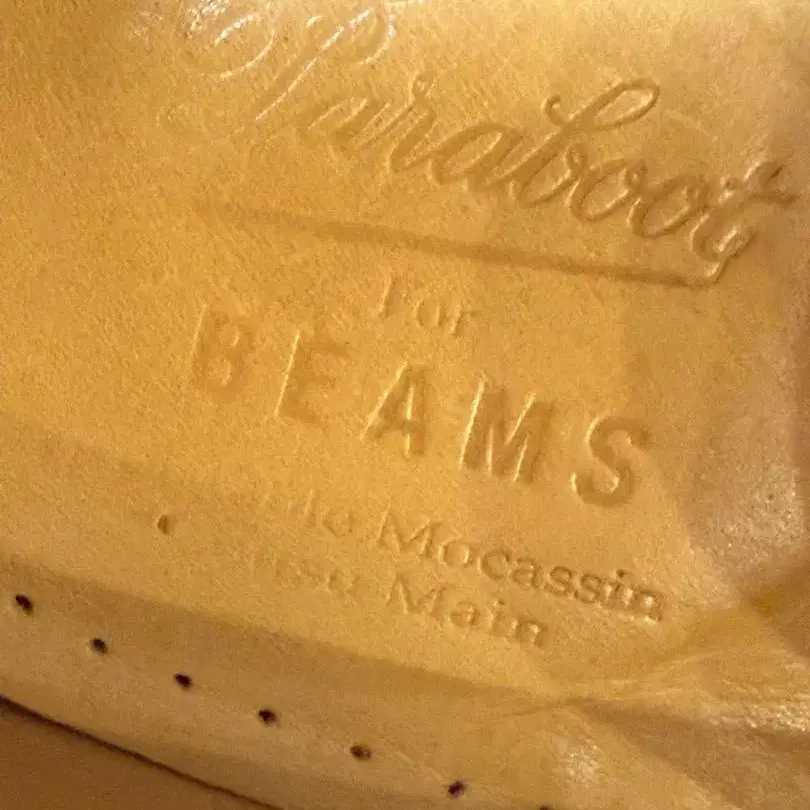 Paraboot
For
BEAMS
Mocassin
Main